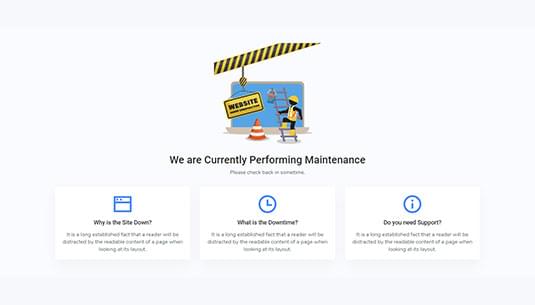 WEBSITE
UNDER CONSTRUCTION
We are Currently Performing Maintenance
Please check back in sometime.
Why is the Site Down?
It is a long established fact that a reader will be
distracted by the readable content of a page when
looking at its layout.
What is the Downtime?
It is a long established fact that a reader will be
distracted by the readable content of a page when
looking at its layout.
Do you need Support?
It is a long established fact that a reader will be
distracted by the readable content of a page when
looking at its layout.